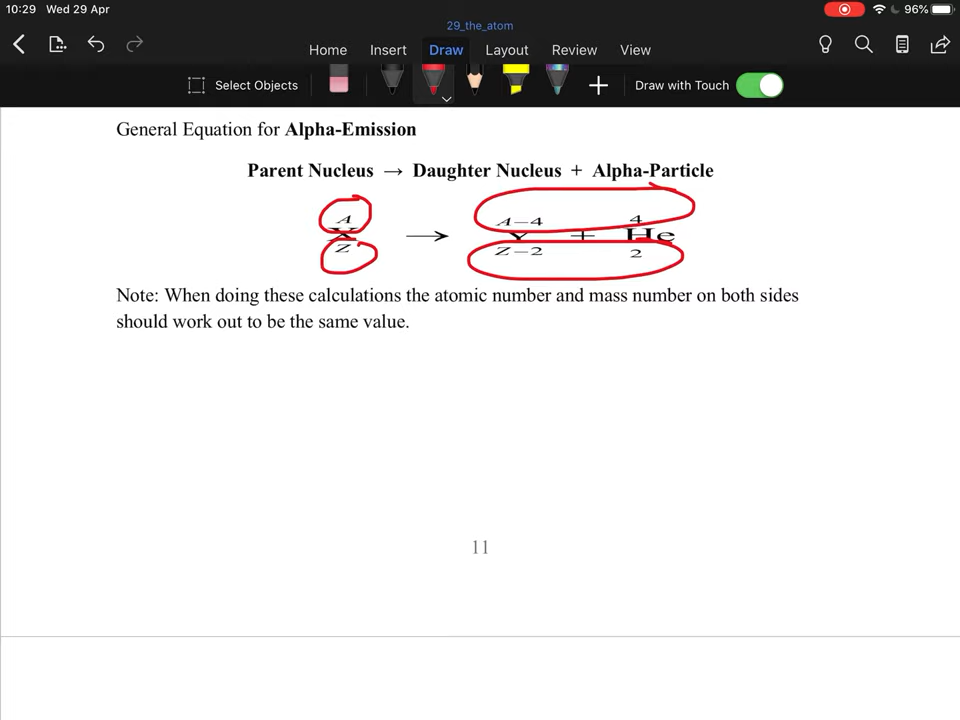 10:29 Wed 29 Apr 96%
29_the_atom
Home Insert Draw Layout Review View
Select Objects Draw with Touch
General Equation for Alpha-Emission
Parent Nucleus → Daughter Nucleus + Alpha-Particle
A A−4 4
X → Y + He
Z Z−2 2
Note: When doing these calculations the atomic number and mass number on both sides
should work out to be the same value.
11